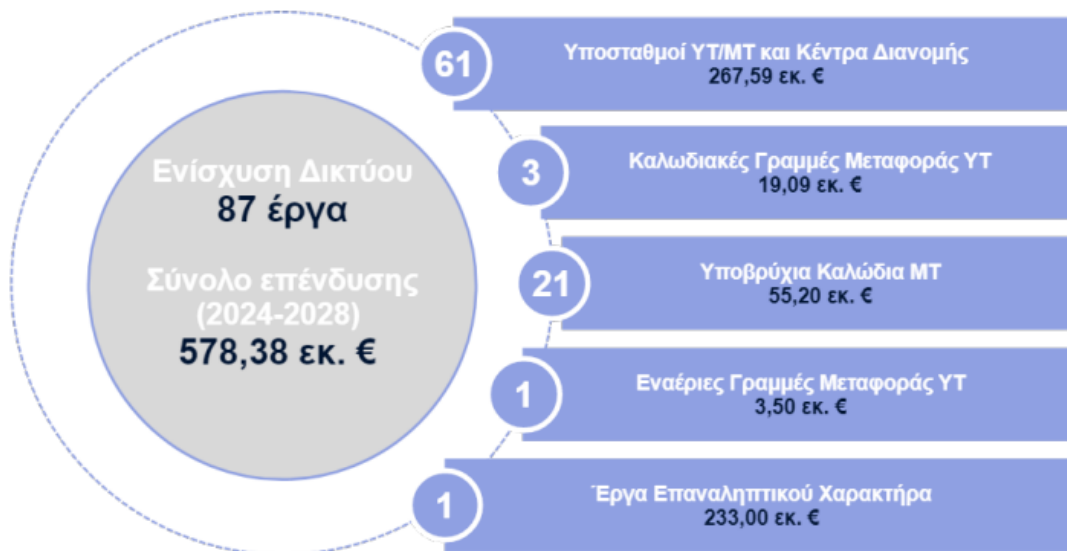 Ενίσχυση Δικτύου
87 έργα
Σύνολο επένδυσης
(2024-2028)
578,38 εκ. €
61
Υποσταθμοί ΥΤ/ΜΤ και Κέντρα Διανομής
267,59 εκ. €
3
Καλωδιακές Γραμμές Μεταφοράς ΥΤ
19,09 εκ. €
21
Υποβρύχια Καλώδια ΜΤ
55,20 εκ. €
1
Εναέριες Γραμμές Μεταφοράς ΥΤ
3,50 εκ. €
1
Έργα Επαναληπτικού Χαρακτήρα
233,00 εκ. €